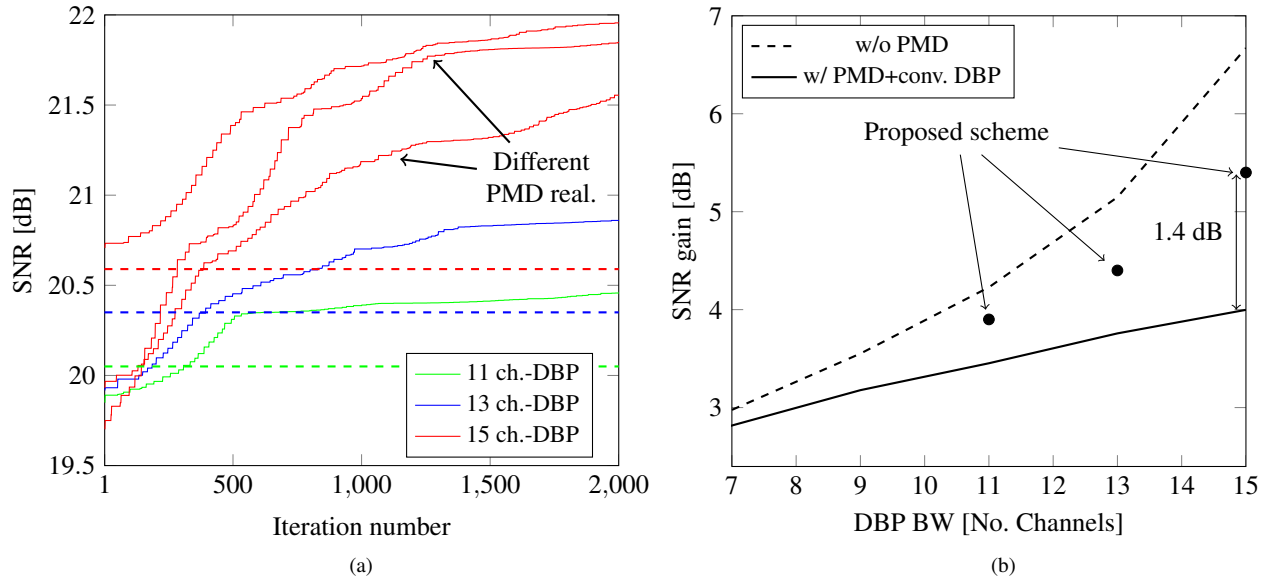 22
21.5
21
20.5
20
19.5
SNR [dB]
Different
PMD real.
11 ch.-DBP
13 ch.-DBP
15 ch.-DBP
1
500
1,000
1,500
2,000
Iteration number
(a)
7
6
5
4
3
SNR gain [dB]
w/o PMD
w/ PMD+conv. DBP
Proposed scheme
1.4 dB
7
8
9
10
11
12
13
14
15
DBP BW [No. Channels]
(b)